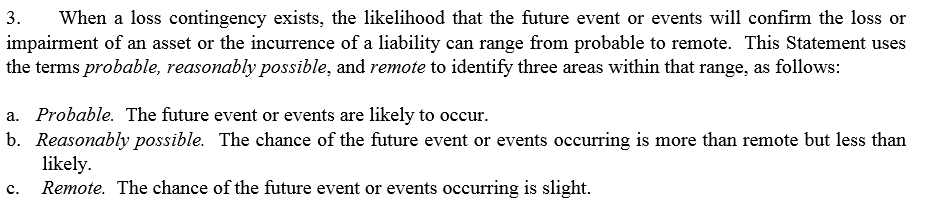 3. When a loss contingency exists, the likelihood that the future event or events will confirm the loss or
impairment of an asset or the incurrence of a liability can range from probable to remote. This Statement uses
the terms probable, reasonably possible, and remote to identify three areas within that range, as follows:
a. Probable. The future event or events are likely to occur.
b. Reasonably possible. The chance of the future event or events occurring is more than remote but less than
likely.
c. Remote. The chance of the future event or events occurring is slight.